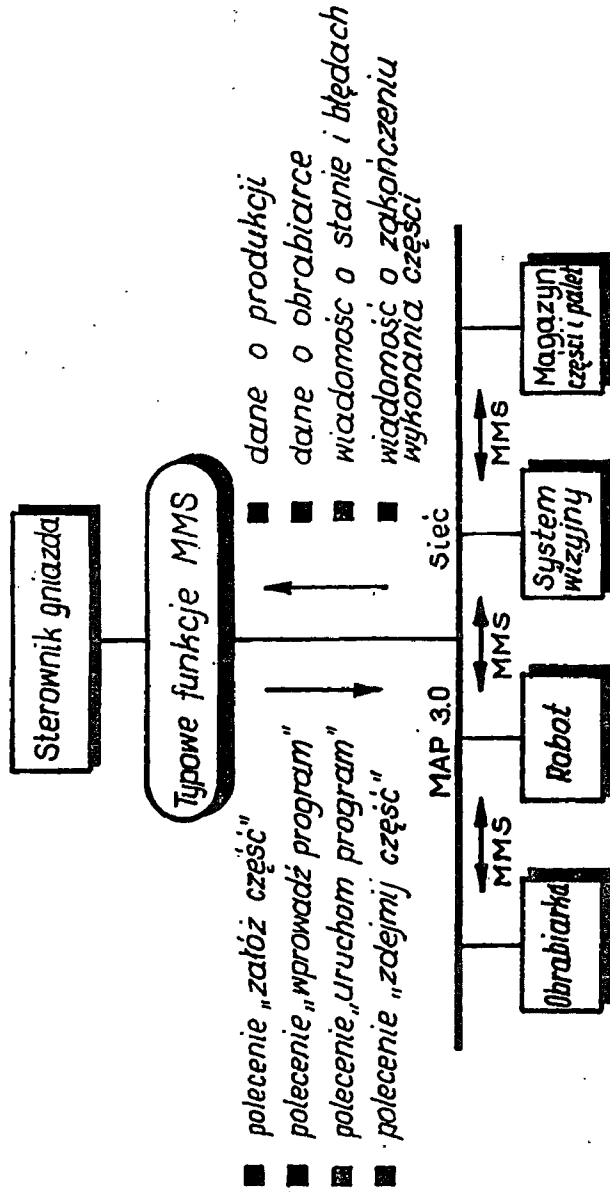 Sterownik gniazda
Typowe funkcje MMS
polecenie „załóż część"
polecenie „wprowadź program"
polecenie „uruchom program"
polecenie „zdejmij część"
dane o produkcji
dane o obrabiarce
wiadomość o stanie i błędach
wiadomość o zakończeniu
wykonania części
MAP 3.0
sieć
MMS
MMS
MMS
Obrabiarka
Robot
System
wizyjny
Magazyn
części i palet